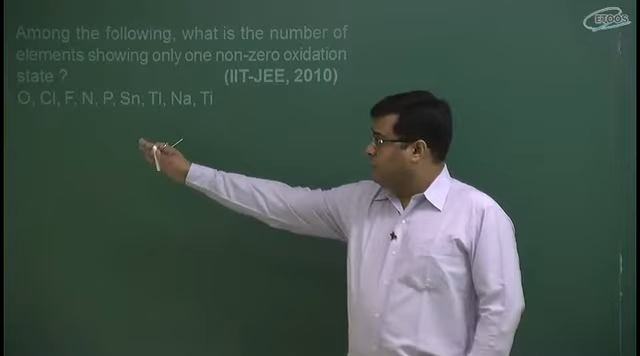 ETOOS
Among the following, what is the number of
elements showing only one non-zero oxidation
state ? (IIT-JEE, 2010)
O, Cl, F, N, P, Sn, Tl, Na, Ti